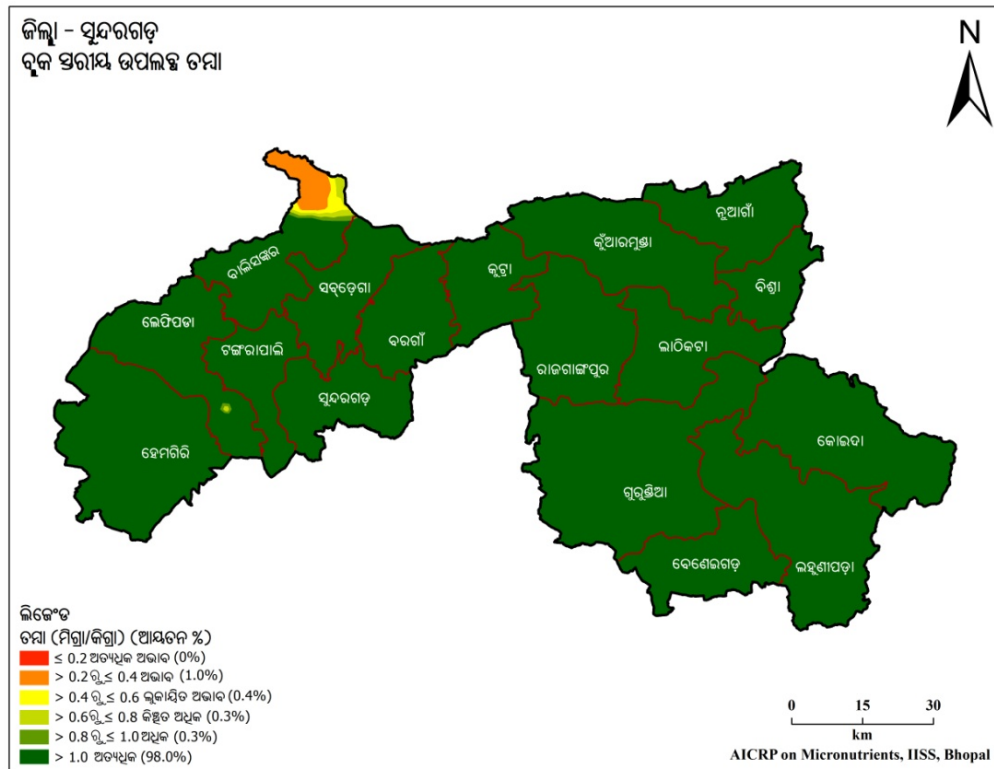 ଜିଲ୍ଲା - ସୁନ୍ଦରଗଡ଼
ବ୍ଲକ ସ୍ତରୀୟ ଉପଲବ୍ଧ ତମ୍ବା
N
ନୂଆଗାଁ
କୁଁଆରମୁଣ୍ଡା
ବାଲିସଙ୍କରା
କୁଟ୍ରା
ବିଶ୍ରା
ସବ୍‌ଡ଼େଗା
ଲେଫ୍ରିପଡା
ଟଙ୍ଗରାପାଲି
ବରଗାଁ
ଲାଠିକଟା
ରାଜଗାଙ୍ଗପୁର
ସୁନ୍ଦରଗଡ଼
କୋଇଡା
ହେମଗିରି
ଗୁରୁଣ୍ଡିଆ
ବଣେଇଗଡ଼
ଲହୁଣୀପଡ଼ା
ଲିଜେଂଡ
ତମ୍ବା (ମିଗ୍ରା/କିଗ୍ରା) (ଆୟତନ %)
≤ 0.2 ଅତ୍ୟଧିକ ଅଭାବ (0%)
> 0.2 ରୁ ≤ 0.4 ଅଭାବ (1.0%)
> 0.4 ରୁ ≤ 0.6 ଲୁକାୟିତ ଅଭାବ (0.4%)
> 0.6ରୁ ≤ 0.8 କିଞ୍ଚିତ ଅଧିକ (0.3%)
> 0.8 ରୁ ≤ 1.0 ଅଧିକ (0.3%)
> 1.0 ଅତ୍ୟଧିକ (98.0%)
0 15 30
km
AICRP on Micronutrients, IISS, Bhopal